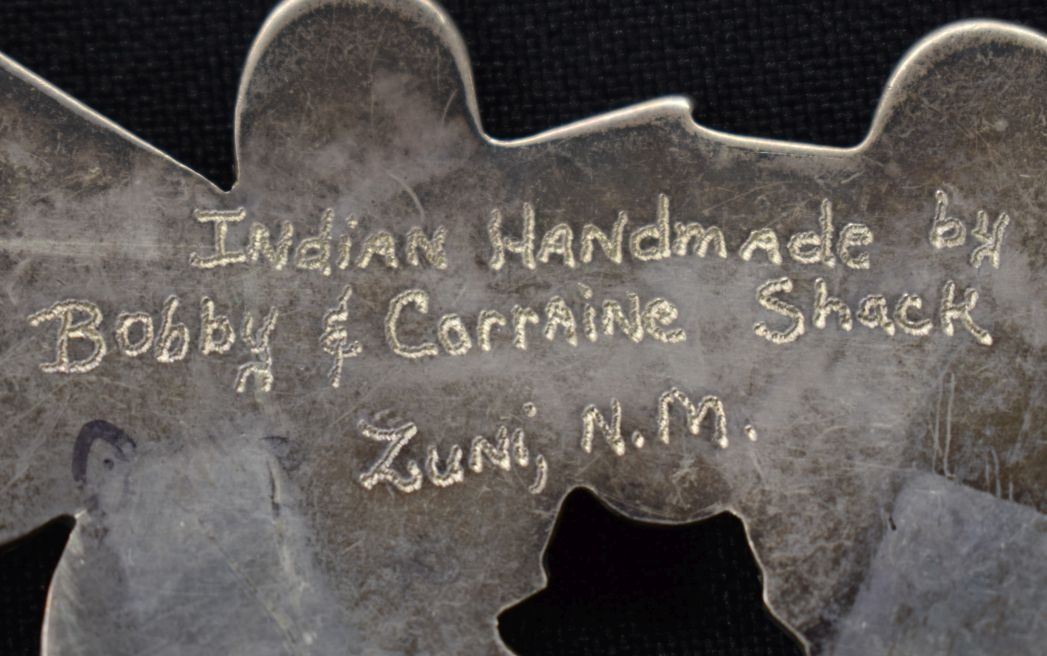 Indian Handmade by
Bobby & Corraine Shack
Zuni, N.M.